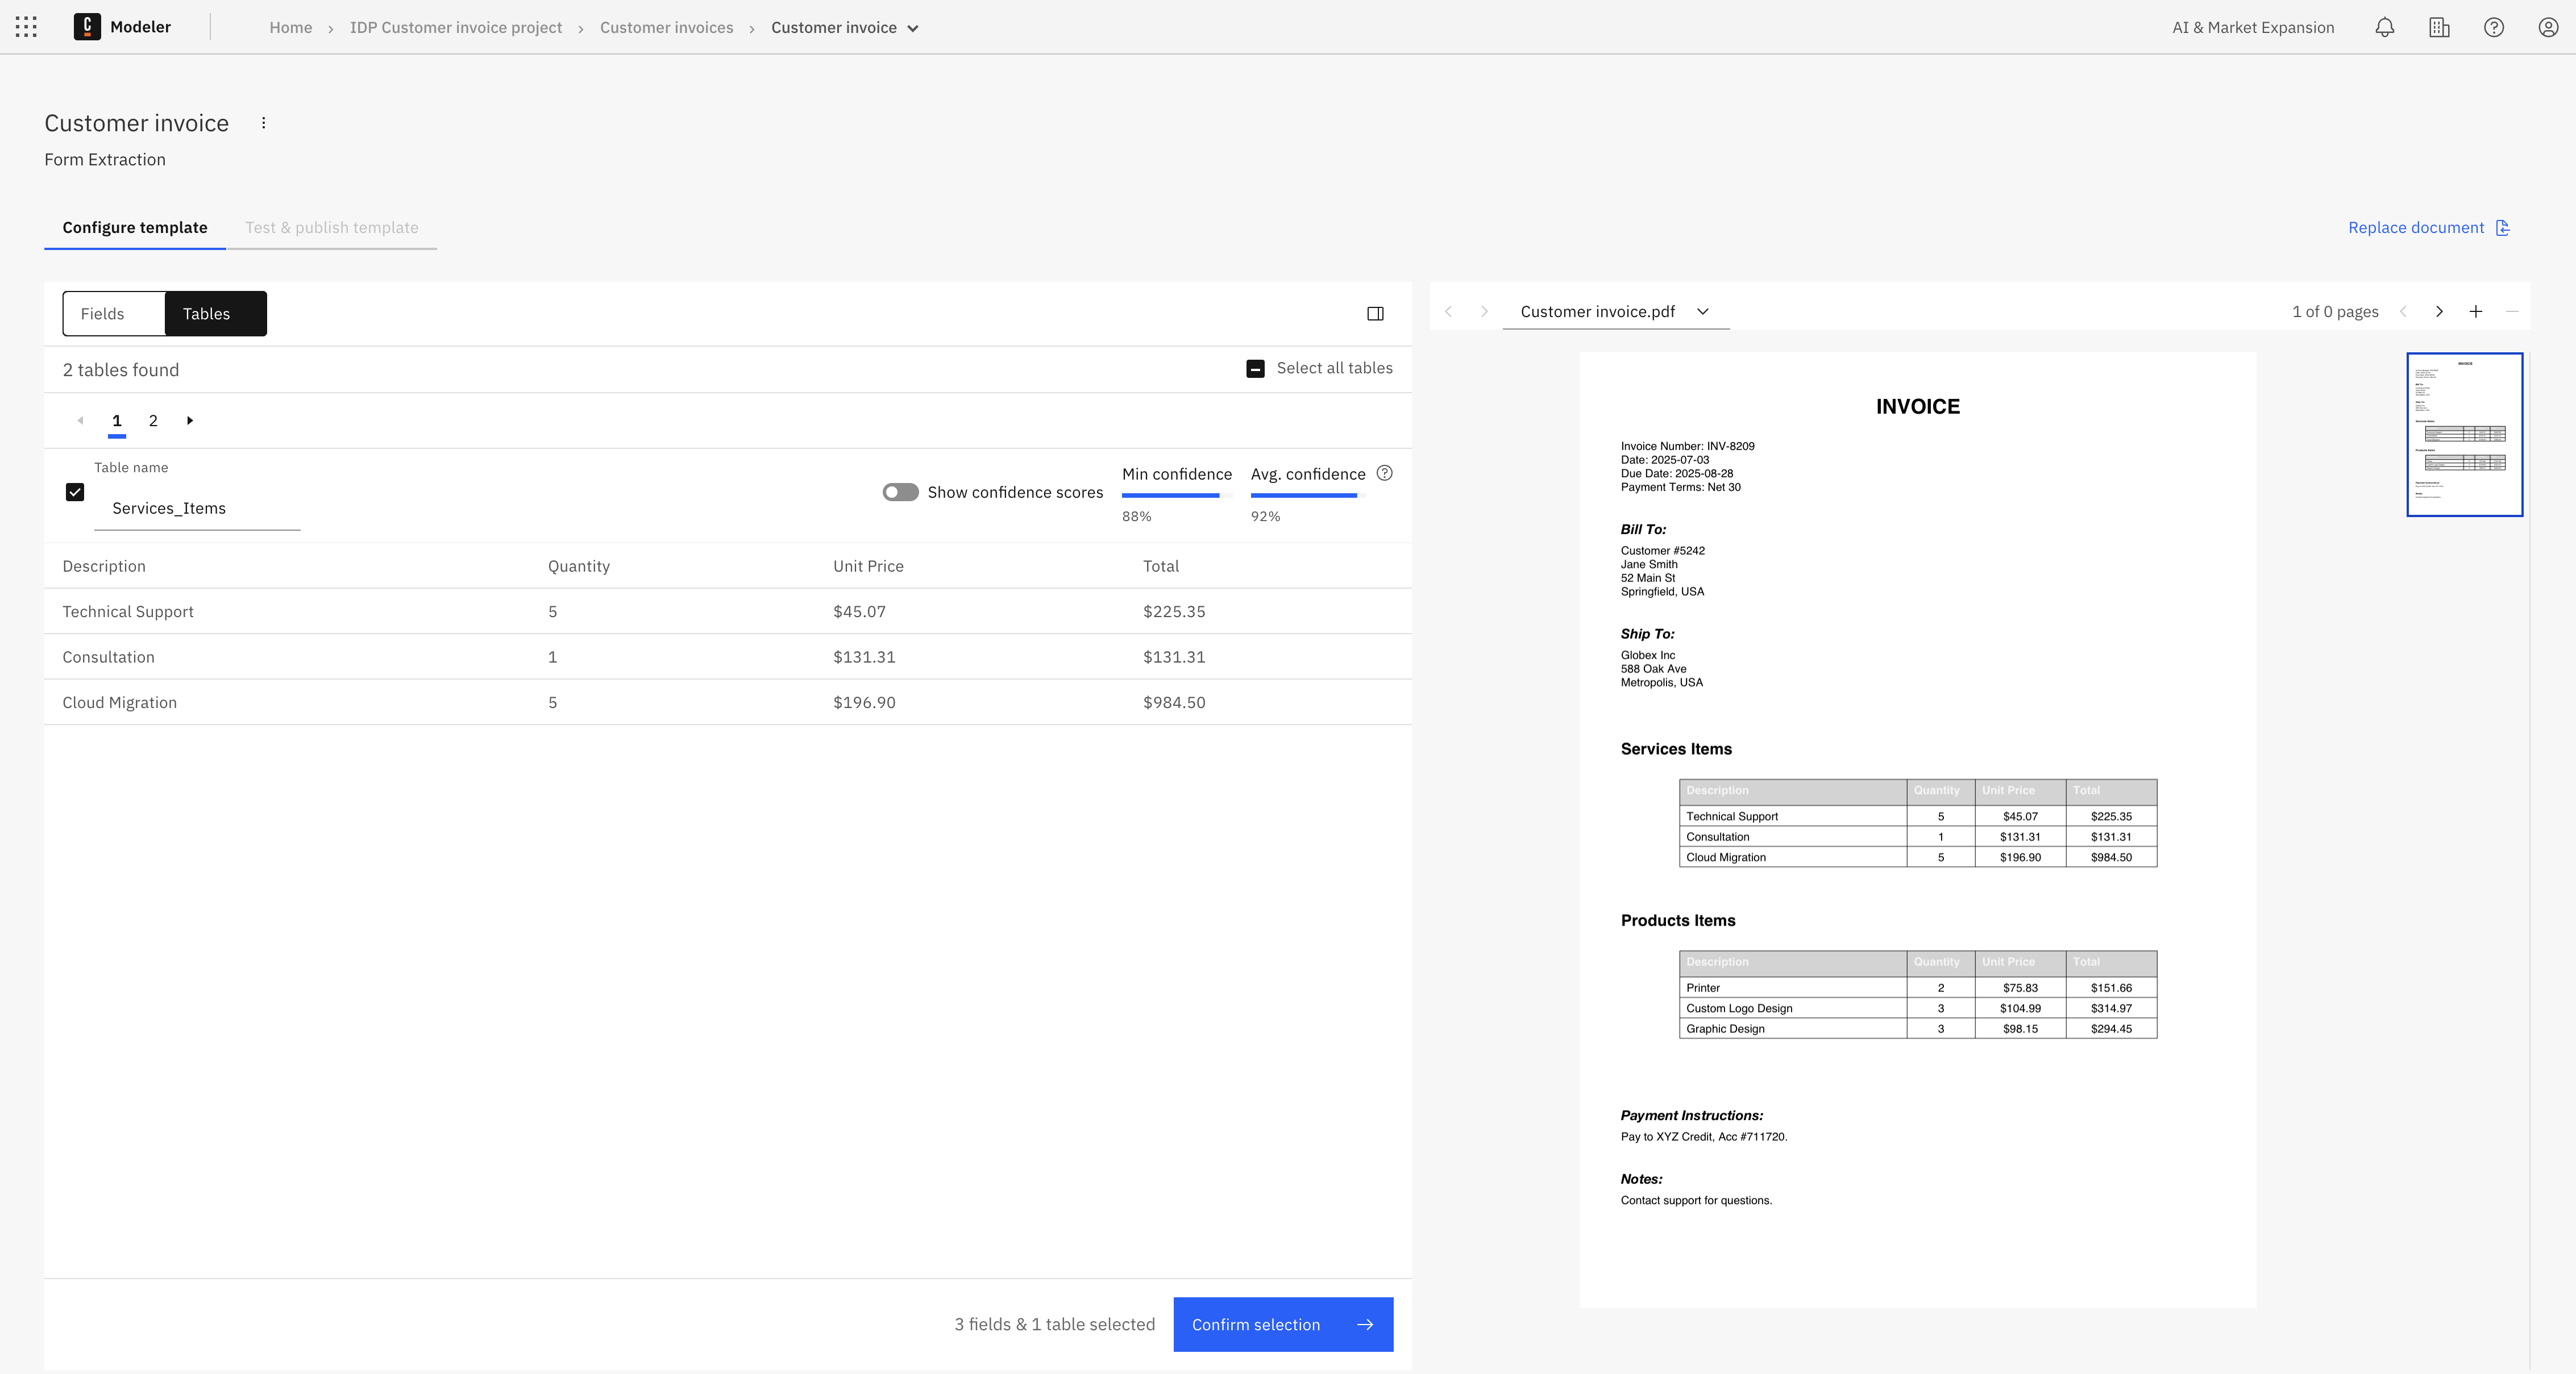 C Modeler Home > IDP Customer invoice project > Customer invoices > Customer invoice AI & Market Expansion
Customer invoice
Form Extraction
Configure template Test & publish template Replace document
Fields Tables
2 tables found Select all tables
1 2
Table name
Services_Items
Show confidence scores
Min confidence Avg. confidence
88% 92%
Description Quantity Unit Price Total
Technical Support 5 $45.07 $225.35
Consultation 1 $131.31 $131.31
Cloud Migration 5 $196.90 $984.50
3 fields & 1 table selected Confirm selection
Customer invoice.pdf 1 of 0 pages
INVOICE
Invoice Number: INV-8209
Date: 2025-07-03
Due Date: 2025-08-28
Payment Terms: Net 30
Bill To:
Customer #5242
Jane Smith
52 Main St
Springfield, USA
Ship To:
Globex Inc
588 Oak Ave
Metropolis, USA
Services Items
Description Quantity Unit Price Total
Technical Support 5 $45.07 $225.35
Consultation 1 $131.31 $131.31
Cloud Migration 5 $196.90 $984.50
Products Items
Description Quantity Unit Price Total
Printer 2 $75.83 $151.66
Custom Logo Design 3 $104.99 $314.97
Graphic Design 3 $98.15 $294.45
Payment Instructions:
Pay to XYZ Credit, Acc #711720.
Notes:
Contact support for questions.